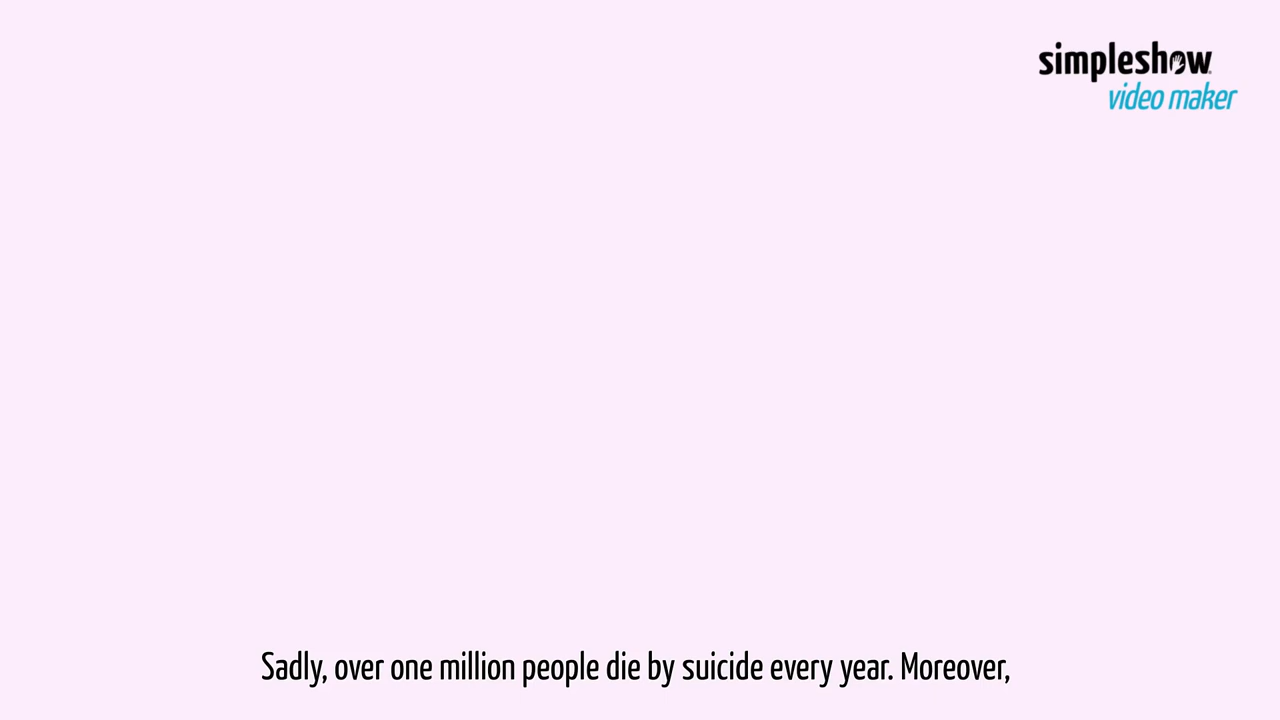 simpleshow
video maker
Sadly, over one million people die by suicide every year. Moreover,